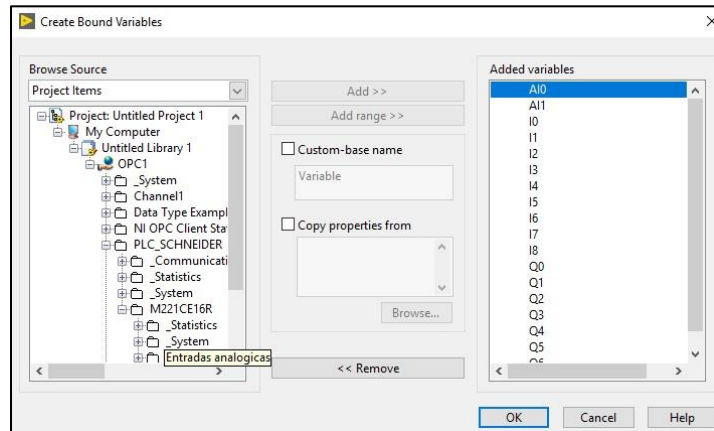 Create Bound Variables
Browse Source
Project Items
Project: Untitled Project 1
My Computer
Untitled Library 1
OPC1
_System
Channel1
Data Type Exampl
NI OPC Client Sta
PLC_SCHNEIDER
_Communicati
_Statistics
_System
M221CE16R
_Statistics
_System
Entradas analogicas
Add >>
Add range >>
Custom-base name
Variable
Copy properties from
Browse...
<< Remove
Added variables
AI0
AI1
I0
I1
I2
I3
I4
I5
I6
I7
I8
Q0
Q1
Q2
Q3
Q4
Q5
OK
Cancel
Help